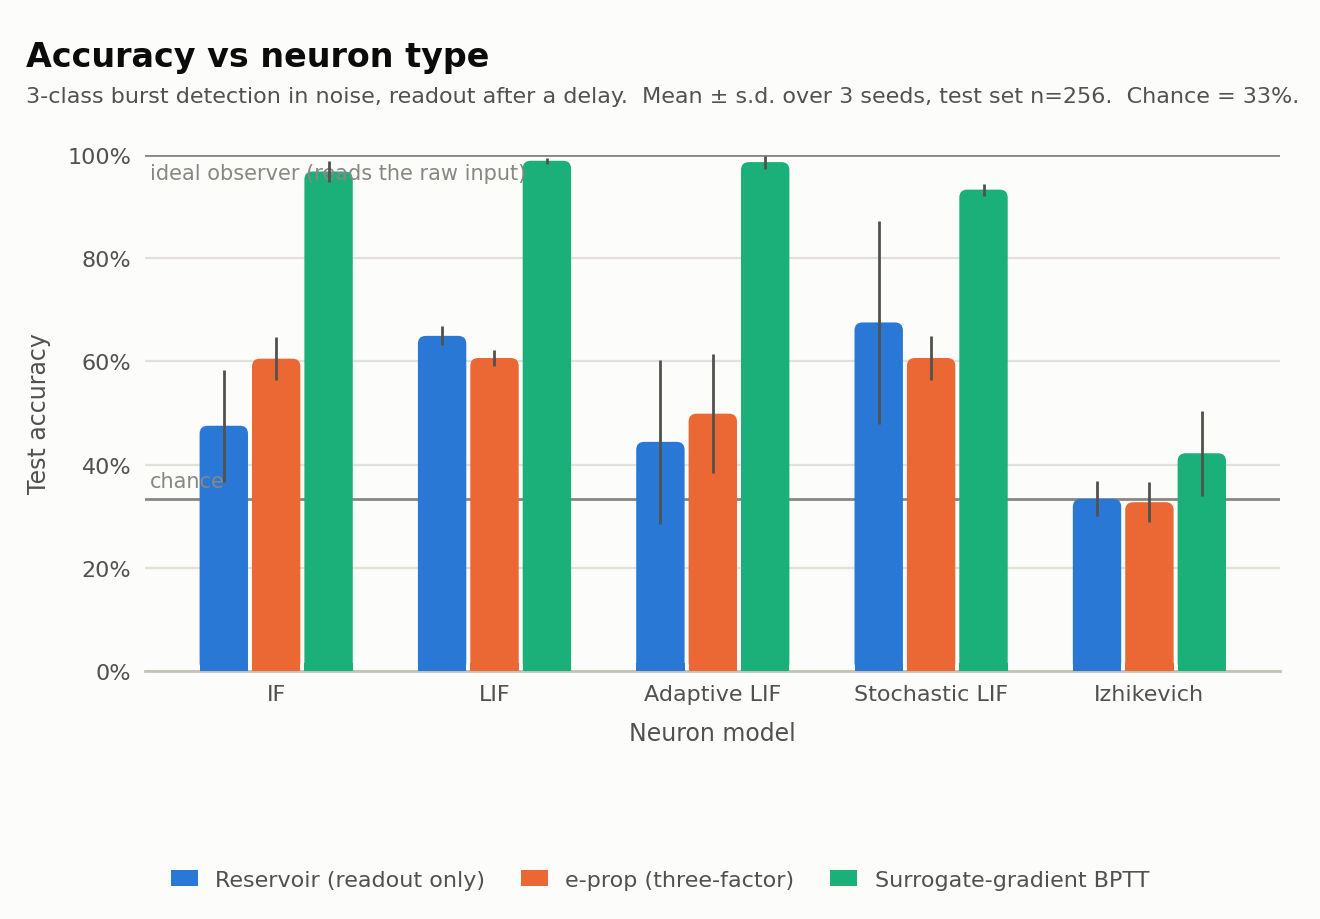 Accuracy vs neuron type
3-class burst detection in noise, readout after a delay.  Mean ± s.d. over 3 seeds, test set n=256.  Chance = 33%.
100%
ideal observer (reads the raw input)
80%
60%
40%
chance
20%
0%
Test accuracy
IF LIF Adaptive LIF Stochastic LIF Izhikevich
Neuron model
Reservoir (readout only) e-prop (three-factor) Surrogate-gradient BPTT